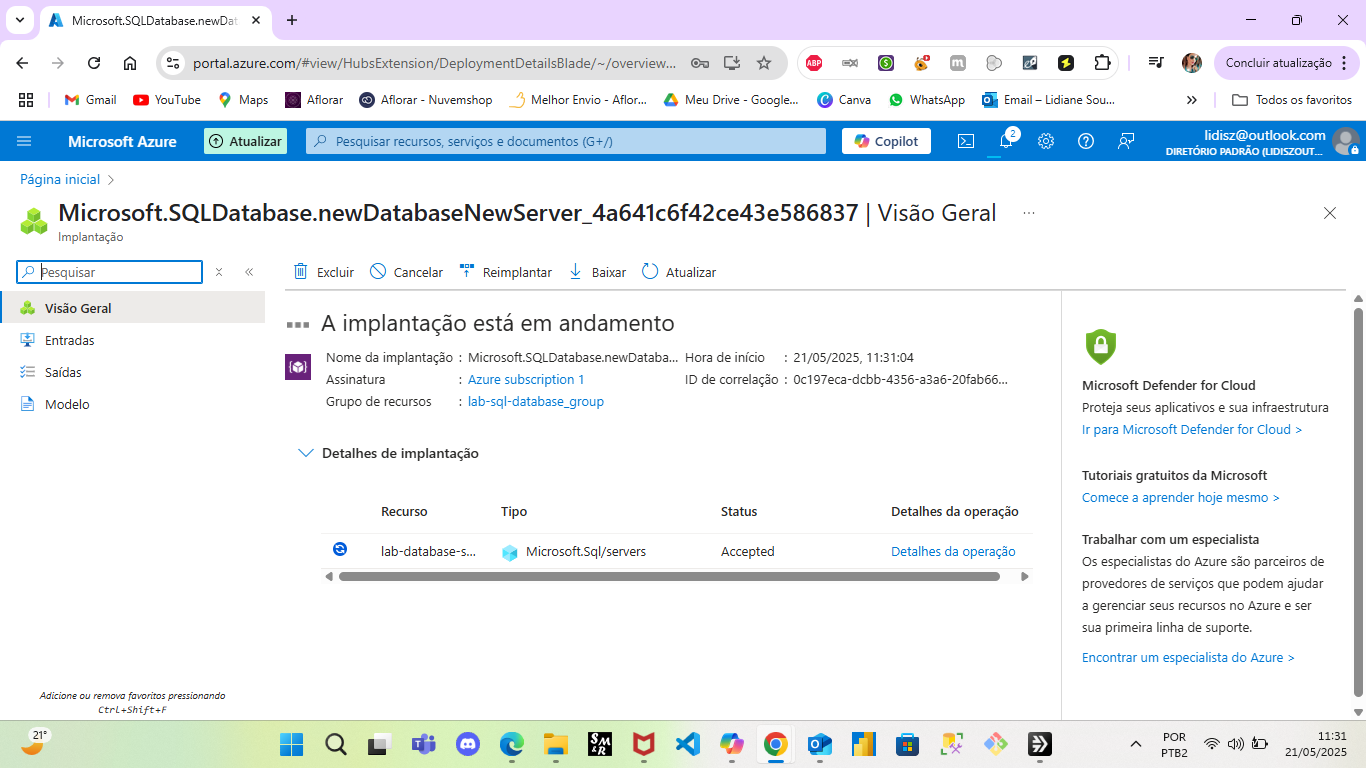 Microsoft.SQLDatabase.newDat
portal.azure.com/#view/HubsExtension/DeploymentDetailsBlade/~/overview...
ABP
Concluir atualização
Gmail
YouTube
Maps
Aflorar
Aflorar - Nuvemshop
Melhor Envio - Aflor...
Meu Drive - Google...
Canva
WhatsApp
Email – Lidiane Sou...
Todos os favoritos
Microsoft Azure
Atualizar
Pesquisar recursos, serviços e documentos (G+/)
Copilot
2
lidisz@outlook.com
DIRETÓRIO PADRÃO (LIDISZOUT...
Página inicial
Microsoft.SQLDatabase.newDatabaseNewServer_4a641c6f42ce43e586837 | Visão Geral ...
Implantação
Pesquisar
Excluir
Cancelar
Reimplantar
Baixar
Atualizar
Visão Geral
Entradas
Saídas
Modelo
A implantação está em andamento
Nome da implantação : Microsoft.SQLDatabase.newDataba...
Assinatura : Azure subscription 1
Grupo de recursos : lab-sql-database_group
Hora de início : 21/05/2025, 11:31:04
ID de correlação : 0c197eca-dcbb-4356-a3a6-20fab66...
Detalhes de implantação
Recurso Tipo Status Detalhes da operação
lab-database-s... Microsoft.Sql/servers Accepted Detalhes da operação
Microsoft Defender for Cloud
Proteja seus aplicativos e sua infraestrutura
Ir para Microsoft Defender for Cloud >
Tutoriais gratuitos da Microsoft
Comece a aprender hoje mesmo >
Trabalhar com um especialista
Os especialistas do Azure são parceiros de
provedores de serviços que podem ajudar
a gerenciar seus recursos no Azure e ser
sua primeira linha de suporte.
Encontrar um especialista do Azure >
Adicione ou remova favoritos pressionando
Ctrl+Shift+F
21°
SM
&R
POR
PTB2
11:31
21/05/2025